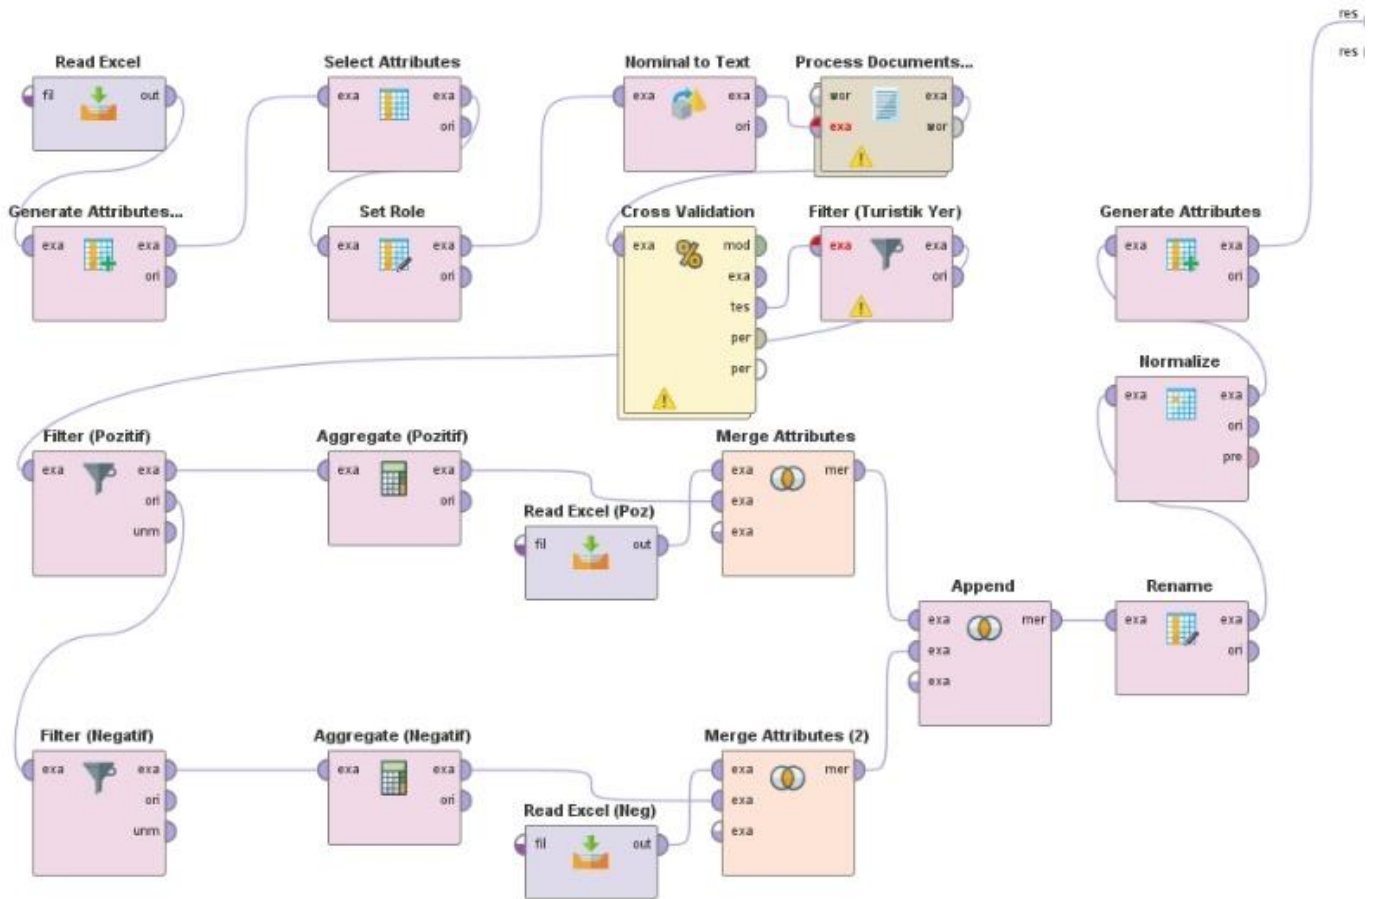 res
res
Read Excel
fil out
Select Attributes
exa exa
ori
Nominal to Text
exa exa
ori
Process Documents...
wor exa
exa wor
Generate Attributes...
exa exa
ori
Set Role
exa exa
ori
Cross Validation
exa mod
exa
tes
per
per
Filter (Turistik Yer)
exa exa
ori
Generate Attributes
exa exa
ori
Normalize
exa exa
ori
pre
Filter (Pozitif)
exa exa
ori
unm
Aggregate (Pozitif)
exa exa
ori
Read Excel (Poz)
fil out
Merge Attributes
exa mer
exa
exa
Append
exa mer
exa
exa
Rename
exa exa
ori
Filter (Negatif)
exa exa
ori
unm
Aggregate (Negatif)
exa exa
ori
Read Excel (Neg)
fil out
Merge Attributes (2)
exa mer
exa
exa